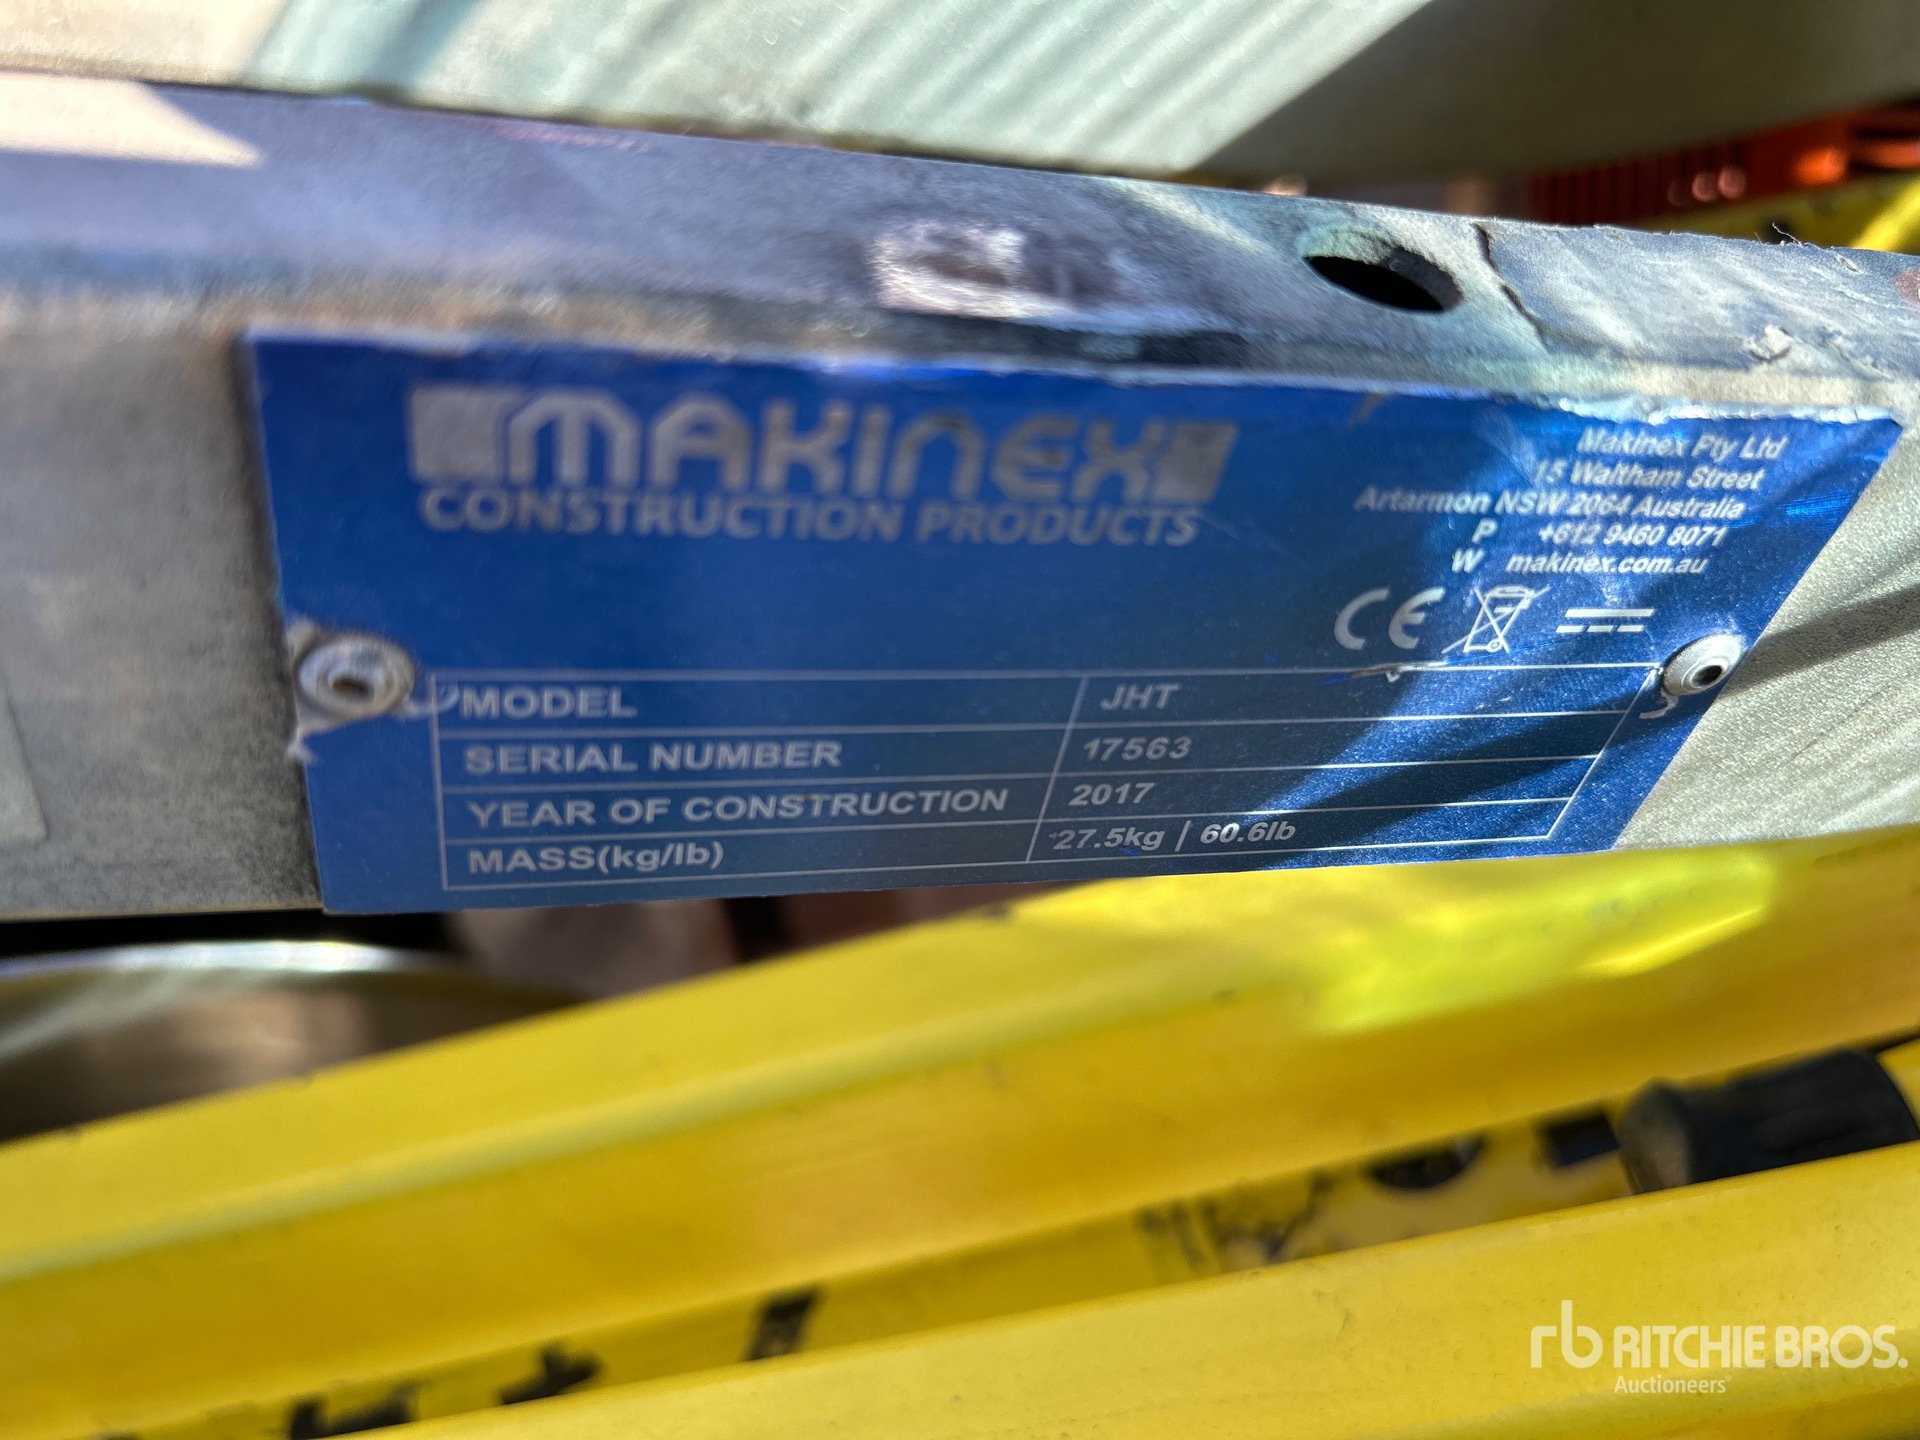 MAKINEX
CONSTRUCTION PRODUCTS
Makinex Pty Ltd
15 Waltham Street
Artarmon NSW 2064 Australia
P +612 9460 8071
W makinex.com.au
CE
MODEL JHT
SERIAL NUMBER 17563
YEAR OF CONSTRUCTION 2017
MASS(kg/lb) 27.5kg | 60.6lb
rb RITCHIE BROS.
Auctioneers